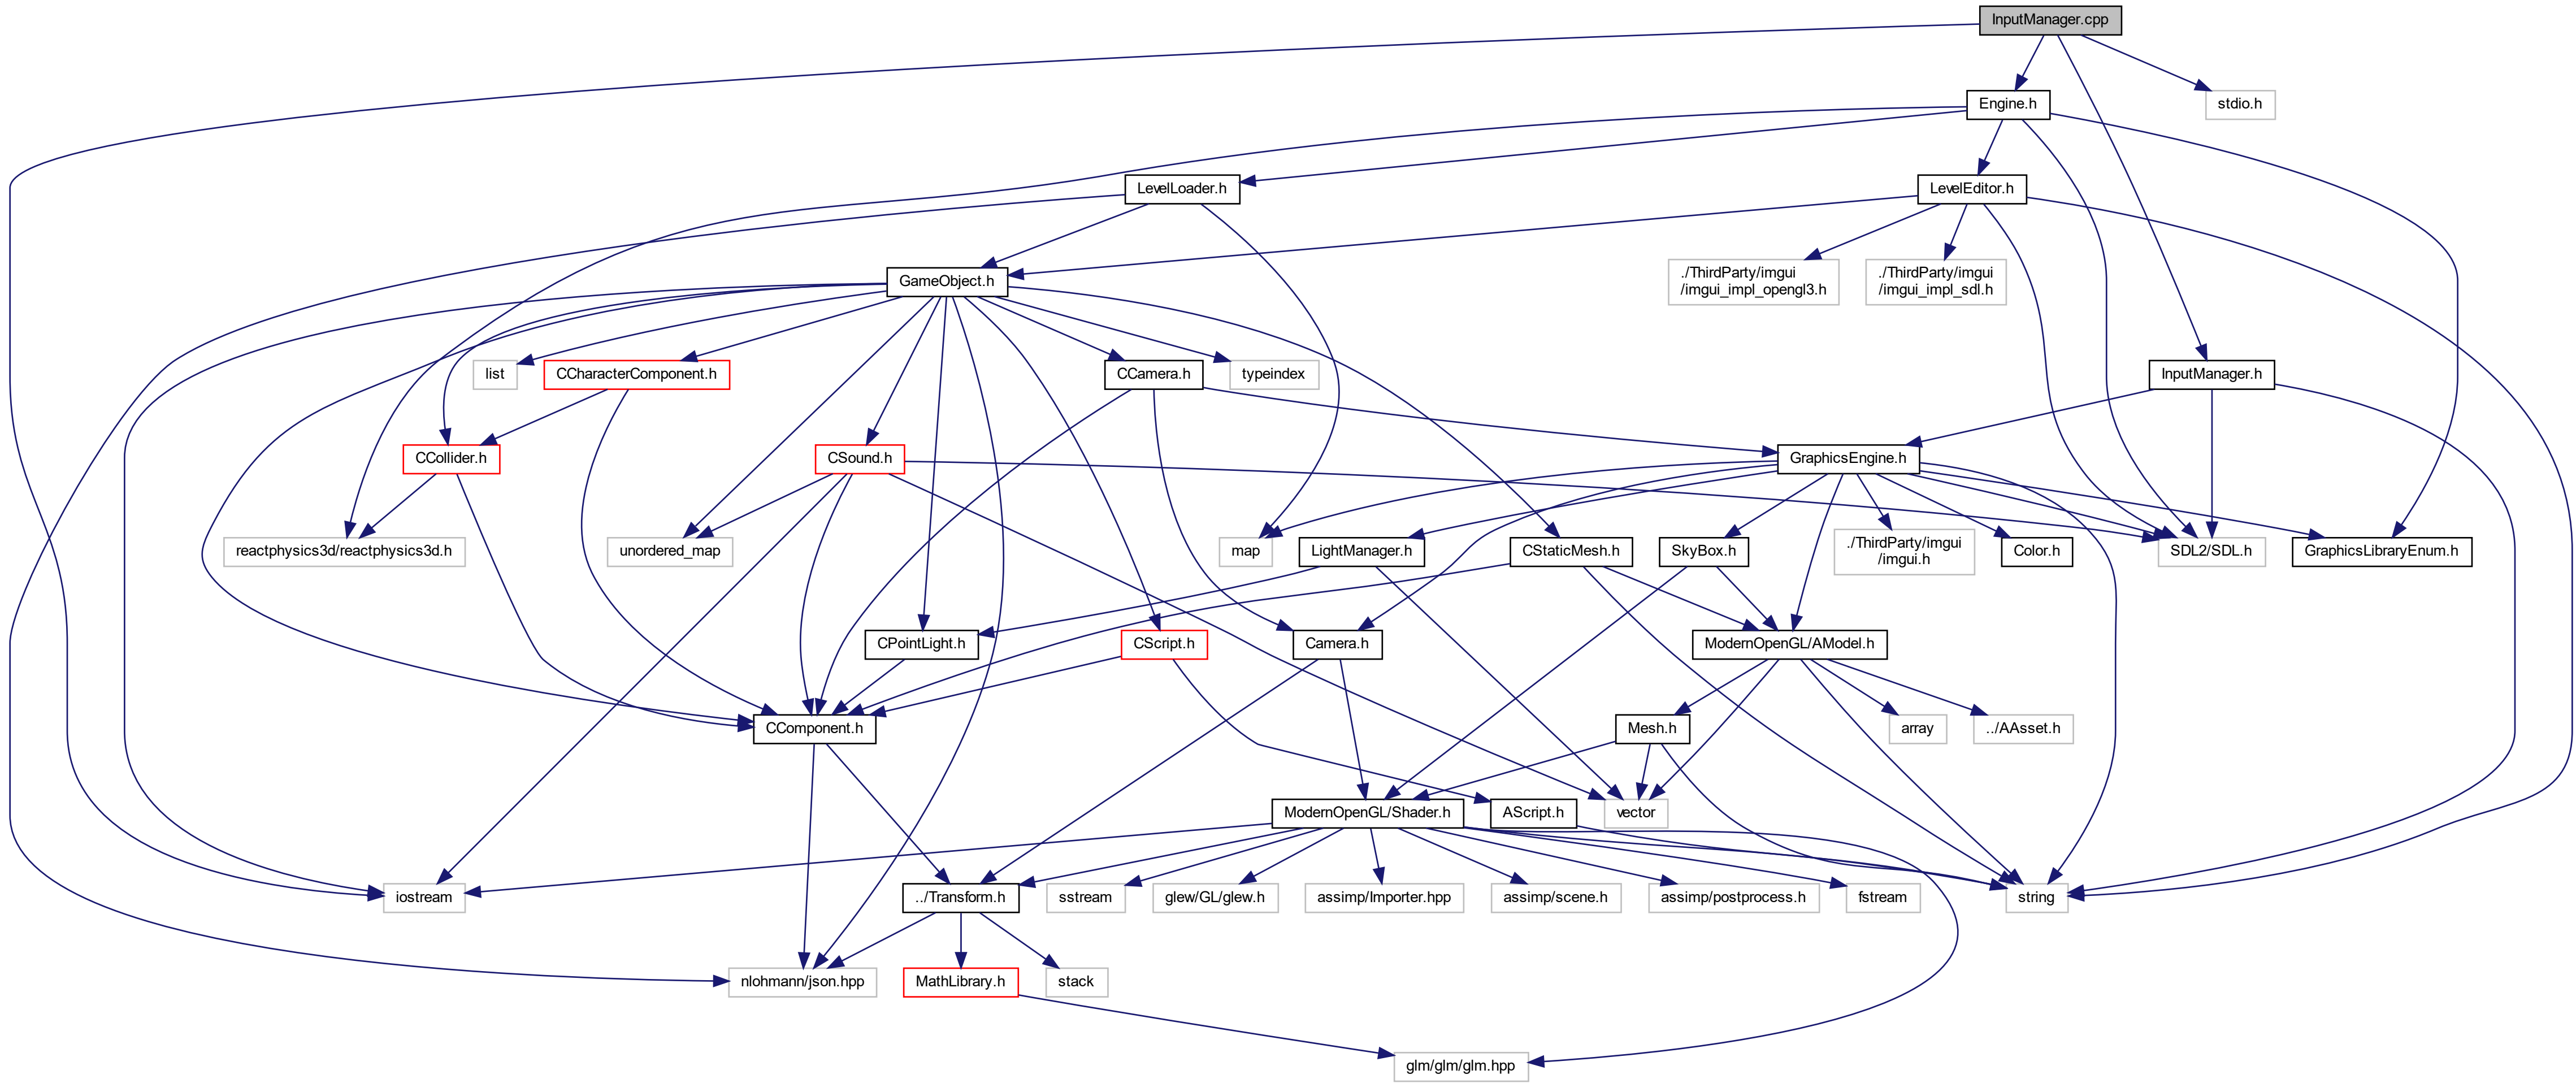 InputManager.cpp
Engine.h
stdio.h
LevelLoader.h
LevelEditor.h
GameObject.h
./ThirdParty/imgui
/imgui_impl_opengl3.h
./ThirdParty/imgui
/imgui_impl_sdl.h
list
CCharacterComponent.h
CCamera.h
typeindex
InputManager.h
CCollider.h
CSound.h
GraphicsEngine.h
reactphysics3d/reactphysics3d.h
unordered_map
map
LightManager.h
CStaticMesh.h
SkyBox.h
./ThirdParty/imgui
/imgui.h
Color.h
SDL2/SDL.h
GraphicsLibraryEnum.h
CPointLight.h
CScript.h
Camera.h
ModernOpenGL/AModel.h
CComponent.h
Mesh.h
array
../AAsset.h
ModernOpenGL/Shader.h
AScript.h
vector
iostream
../Transform.h
sstream
glew/GL/glew.h
assimp/Importer.hpp
assimp/scene.h
assimp/postprocess.h
fstream
string
nlohmann/json.hpp
MathLibrary.h
stack
glm/glm/glm.hpp